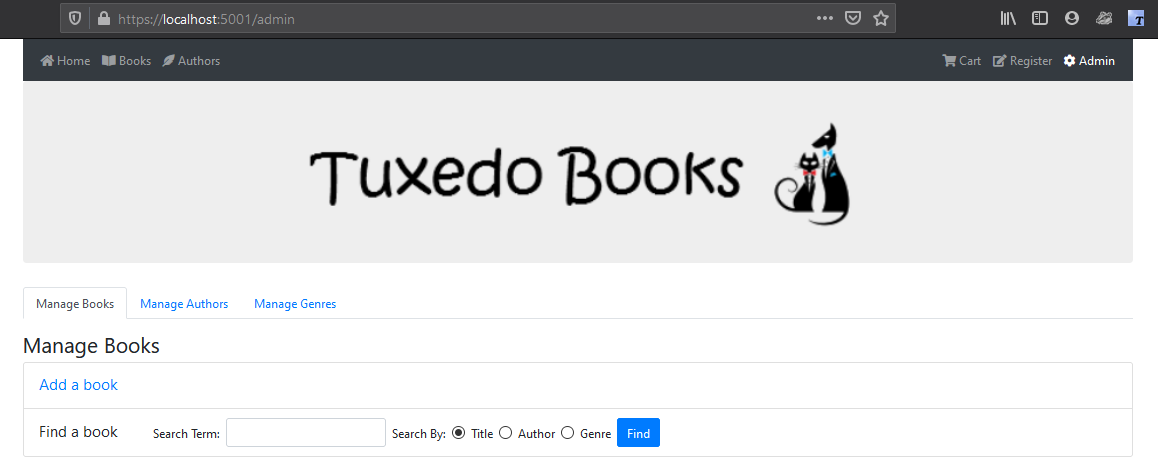 https://localhost:5001/admin
Home Books Authors Cart Register Admin
Tuxedo Books
Manage Books Manage Authors Manage Genres
Manage Books
Add a book
Find a book Search Term: Search By: Title Author Genre Find